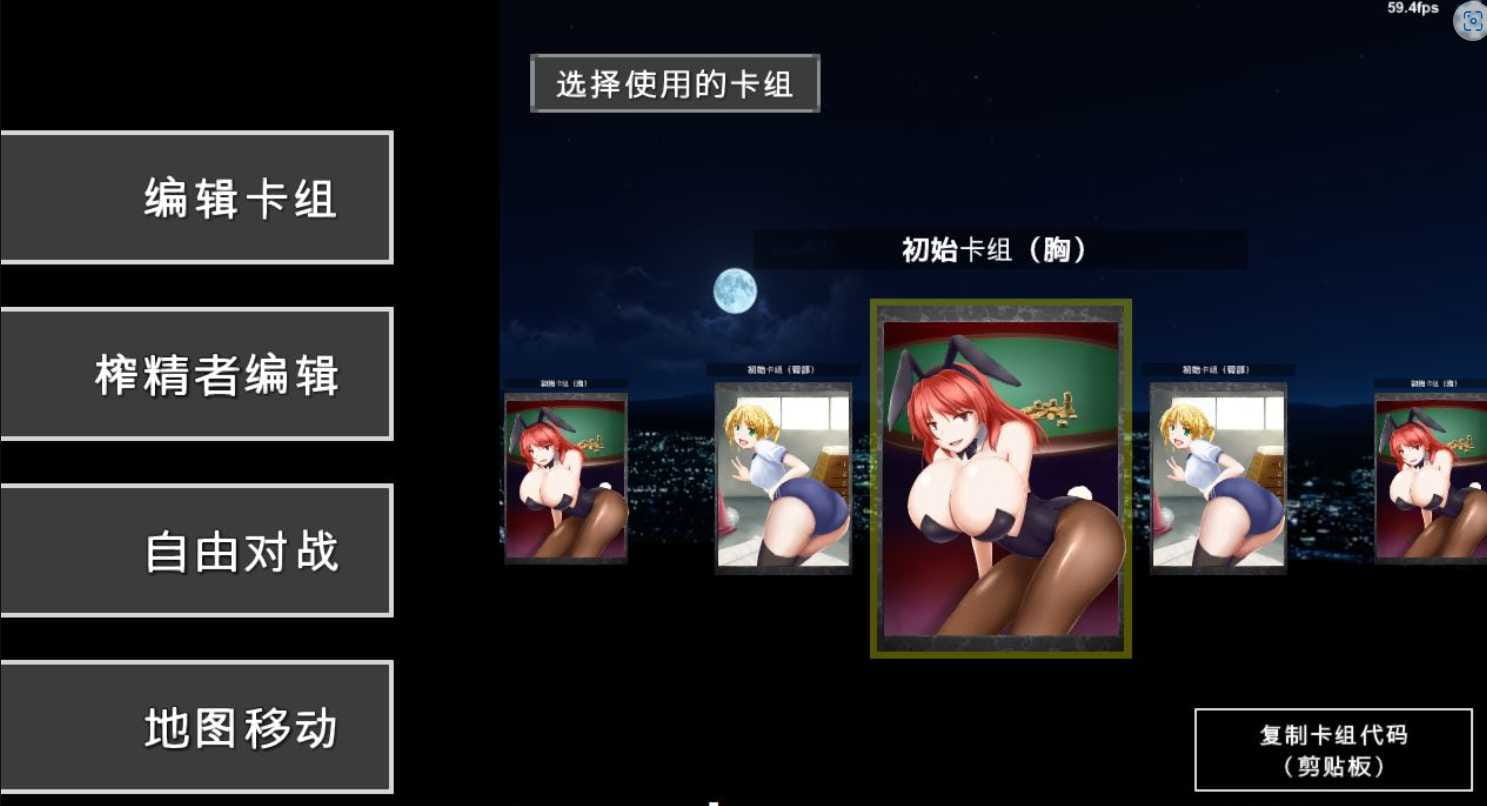 59.4fps
选择使用的卡组
编辑卡组
榨精者编辑
自由对战
地图移动
初始卡组（胸）
初始卡组（胸）
初始卡组（臀部）
初始卡组（臀部）
初始卡组（胸）
复制卡组代码
（剪贴板）